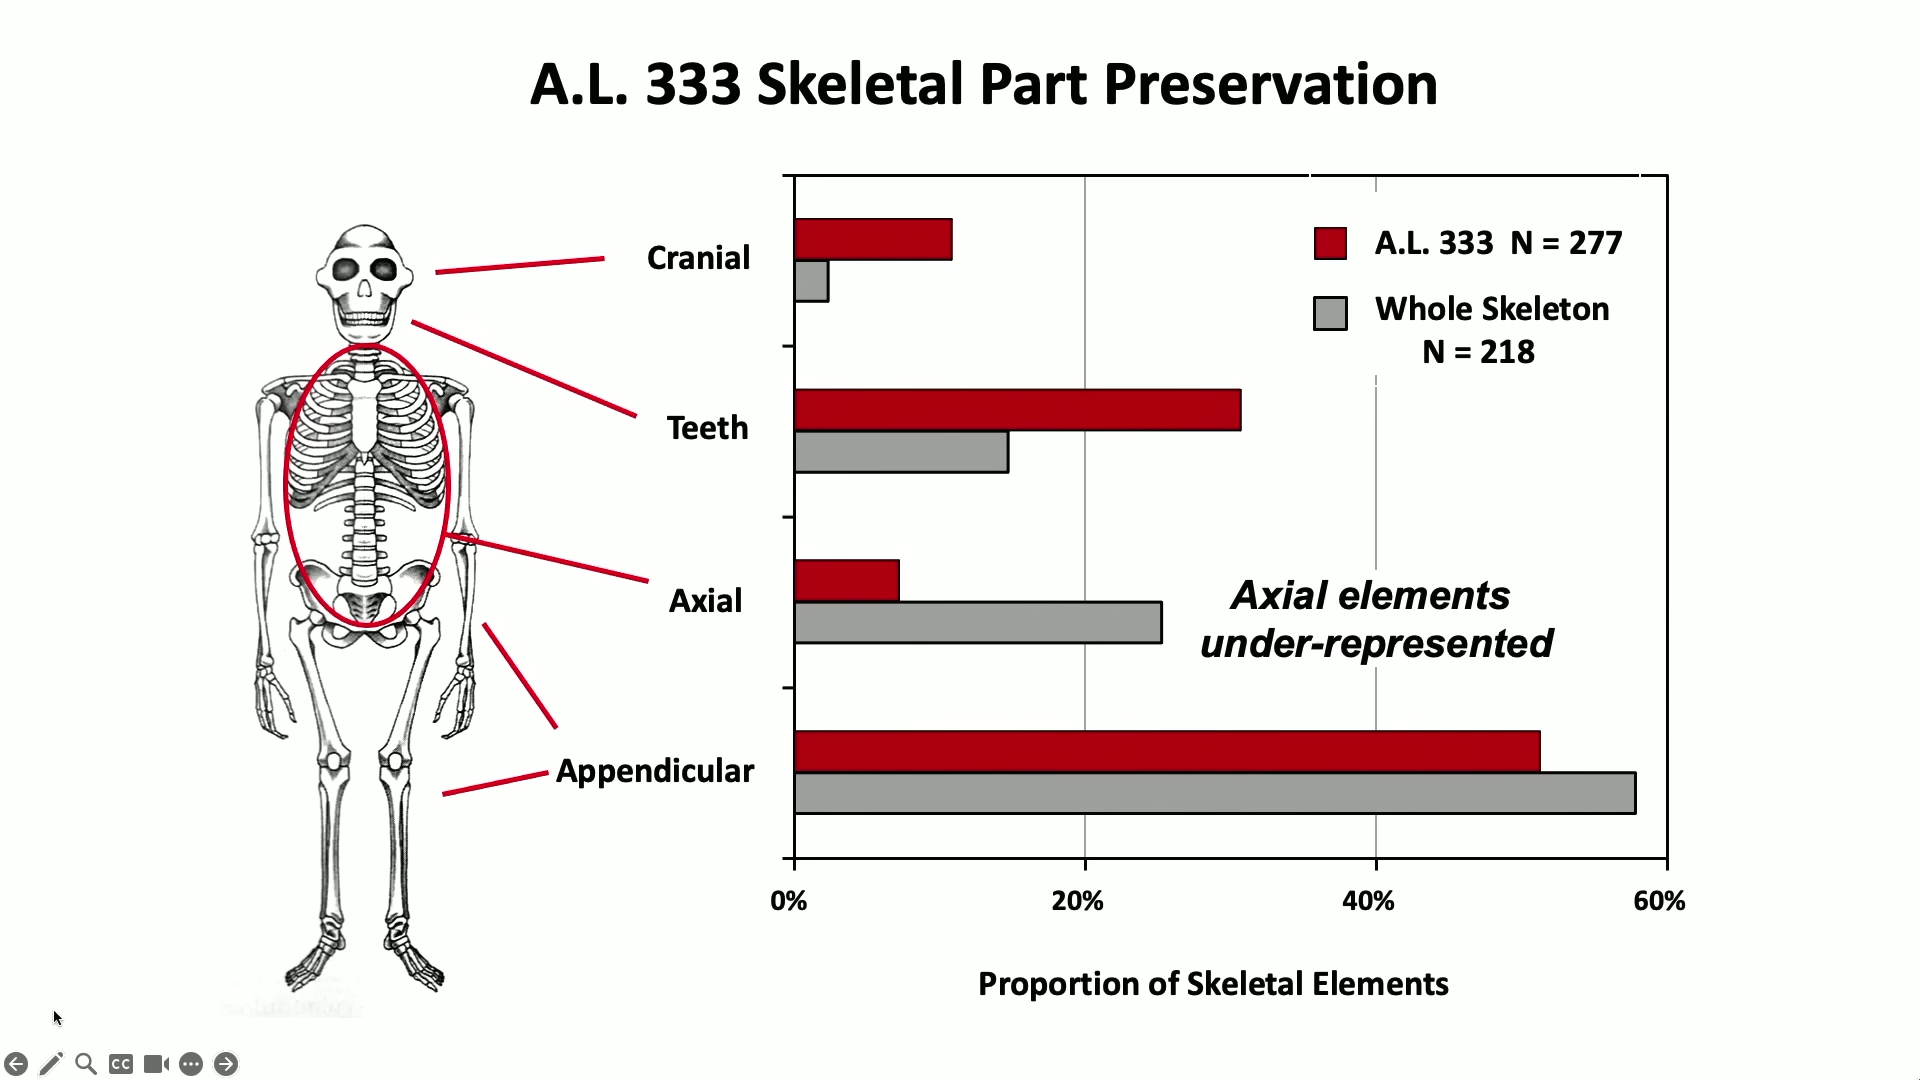 A.L. 333 Skeletal Part Preservation
Cranial
Teeth
Axial
Appendicular
A.L. 333 N = 277
Whole Skeleton
N = 218
Axial elements
under-represented
0%
20%
40%
60%
Proportion of Skeletal Elements
CC